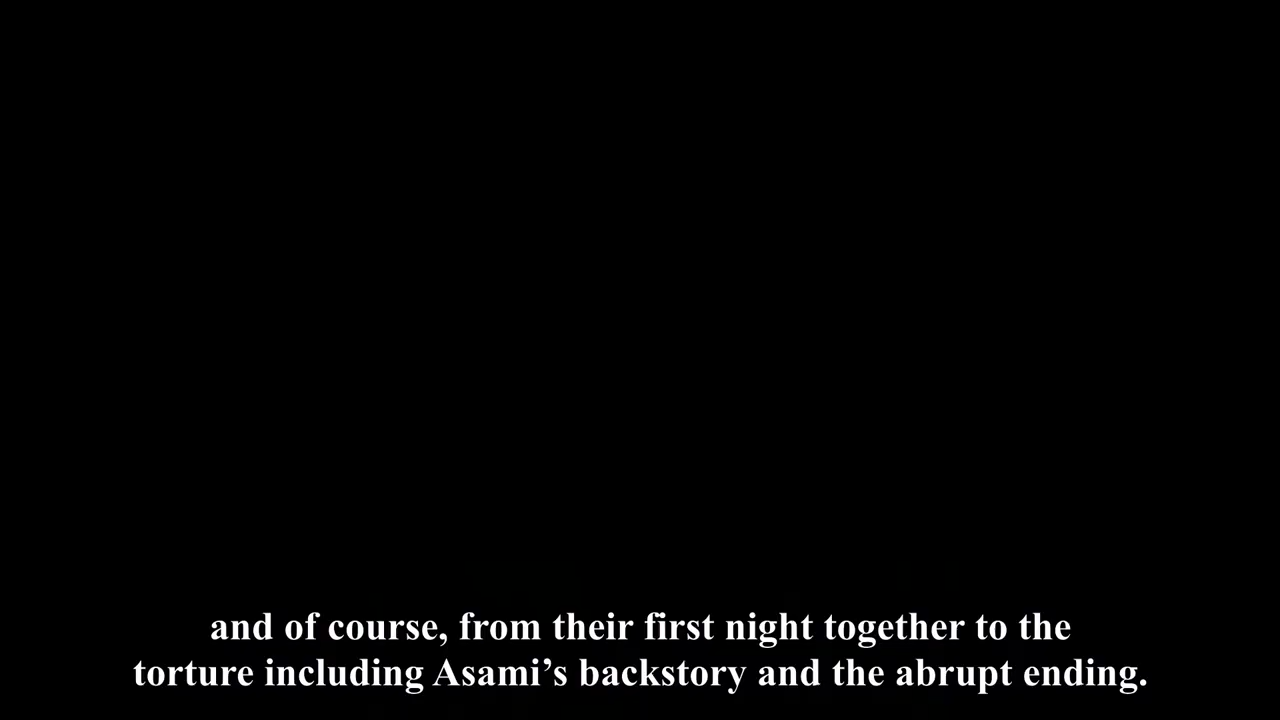 and of course, from their first night together to the
torture including Asami’s backstory and the abrupt ending.